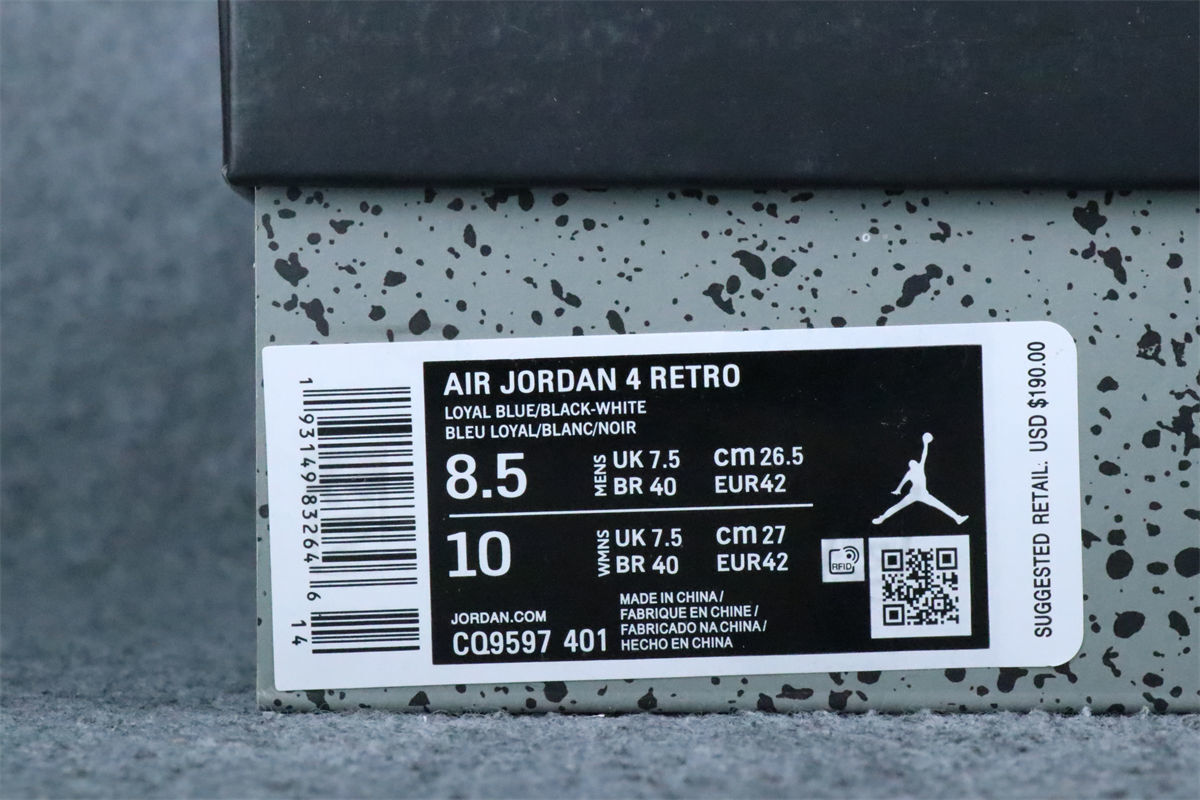 AIR JORDAN 4 RETRO
LOYAL BLUE/BLACK-WHITE
BLEU LOYAL/BLANC/NOIR
8.5
MENS
UK 7.5
cm 26.5
BR 40
EUR42
10
WMNS
UK 7.5
cm 27
BR 40
EUR42
JORDAN.COM
CQ9597 401
MADE IN CHINA /
FABRIQUE EN CHINE /
FABRICADO NA CHINA /
HECHO EN CHINA
RFID
SUGGESTED RETAIL: USD $190.00
1 93149 83264 6 14